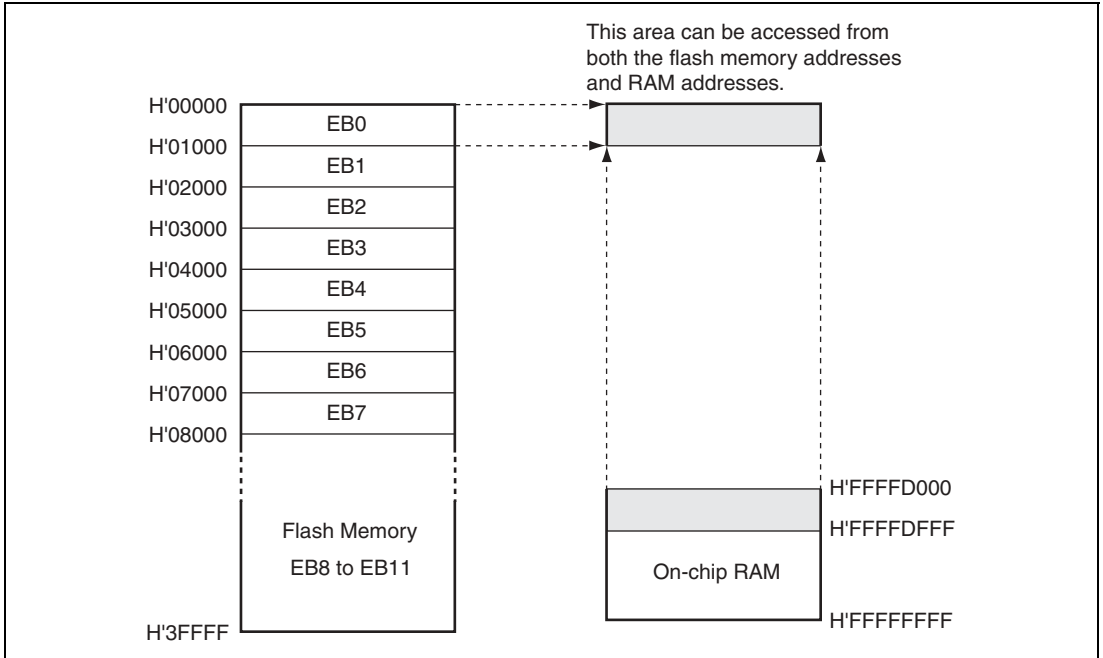 This area can be accessed from
both the flash memory addresses
and RAM addresses.
H'00000
EB0
H'01000
EB1
H'02000
EB2
H'03000
EB3
H'04000
EB4
H'05000
EB5
H'06000
EB6
H'07000
EB7
H'08000
H'FFFFD000
Flash Memory
H'FFFFDFFF
EB8 to EB11
On-chip RAM
H'FFFFFFFF
H'3FFFF